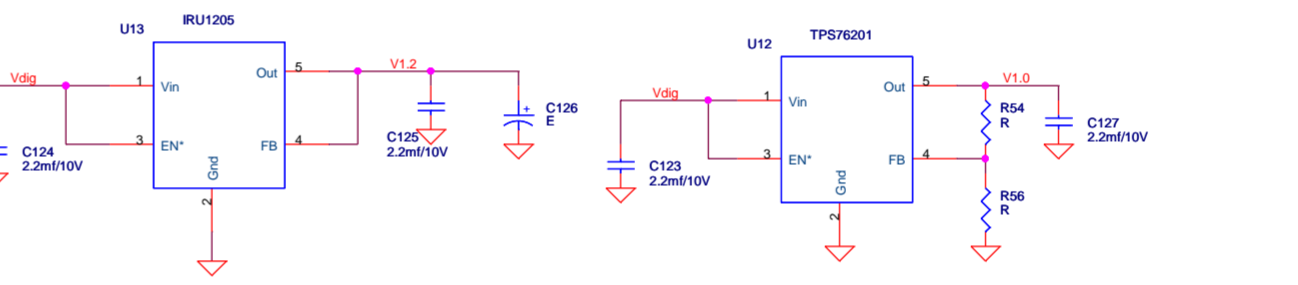 IRU1205
U13
Vdig
1
Vin
3
EN*
Gnd
2
Out
5
FB
4
V1.2
C124
2.2mf/10V
C125
2.2mf/10V
C126
E
TPS76201
U12
Vdig
1
Vin
3
EN*
Gnd
2
Out
5
FB
4
V1.0
C123
2.2mf/10V
R54
R
R56
R
C127
2.2mf/10V